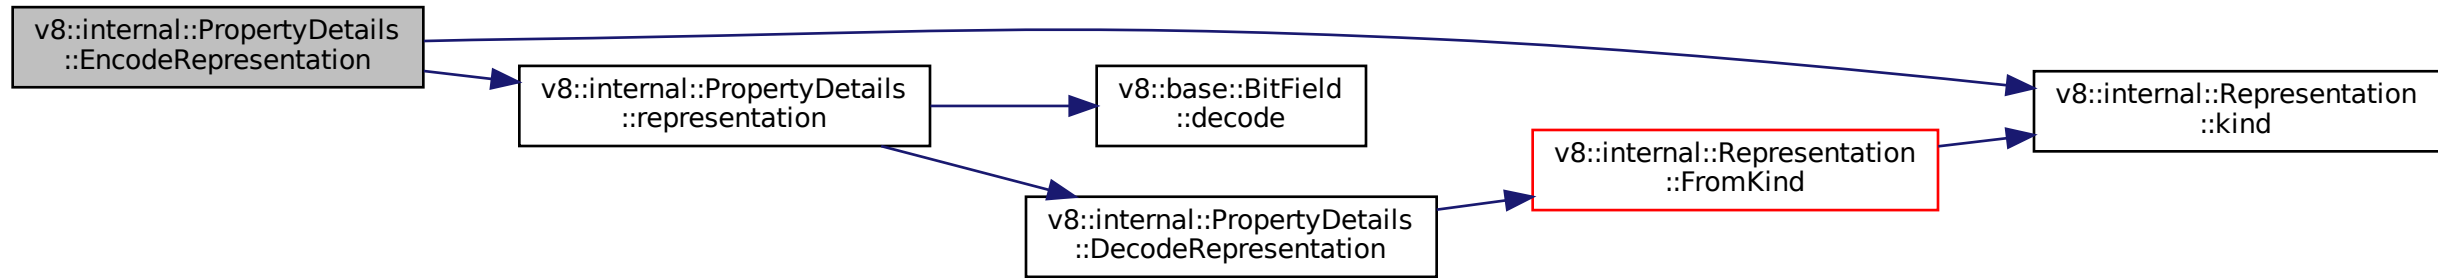 v8::internal::PropertyDetails
::EncodeRepresentation
v8::internal::PropertyDetails
::representation
v8::base::BitField
::decode
v8::internal::PropertyDetails
::DecodeRepresentation
v8::internal::Representation
::FromKind
v8::internal::Representation
::kind